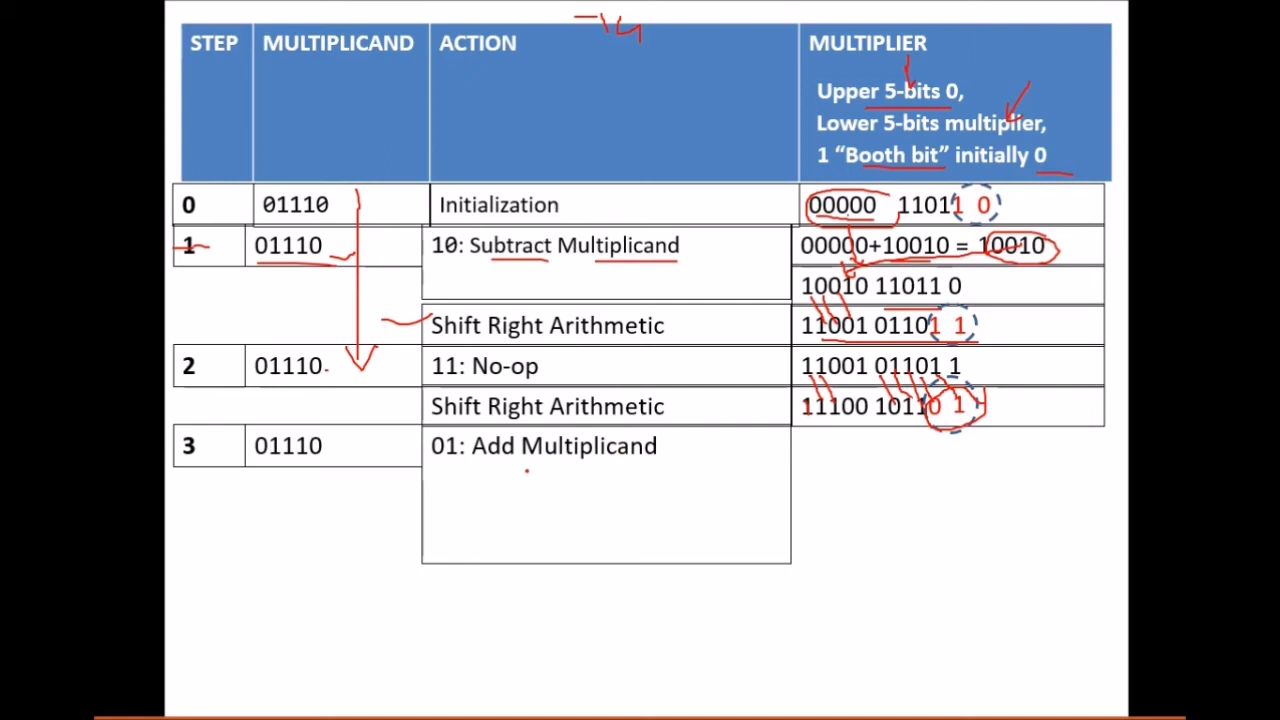 -14
STEP MULTIPLICAND ACTION MULTIPLIER
Upper 5-bits 0,
Lower 5-bits multiplier,
1 “Booth bit” initially 0
0 01110 Initialization 00000 11011 0
1 01110 10: Subtract Multiplicand 00000+10010 = 10010
10010 11011 0
Shift Right Arithmetic 11001 01101 1
2 01110 11: No-op 11001 01101 1
Shift Right Arithmetic 11100 10110 1
3 01110 01: Add Multiplicand